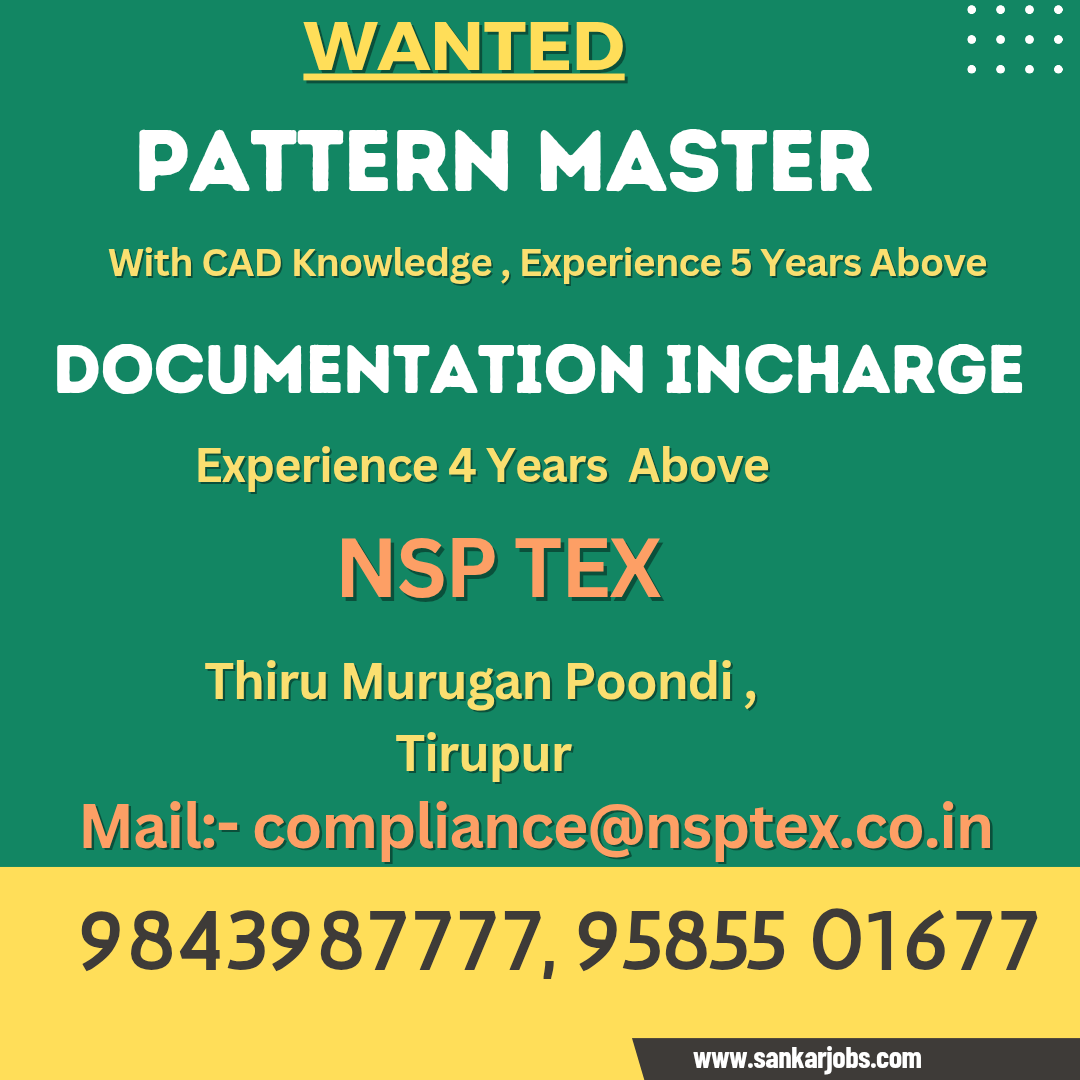 WANTED
PATTERN MASTER
With CAD Knowledge , Experience 5 Years Above
DOCUMENTATION INCHARGE
Experience 4 Years Above
NSP TEX
Thiru Murugan Poondi ,
Tirupur
Mail:- compliance@nsptex.co.in
9843987777, 95855 01677
www.sankarjobs.com